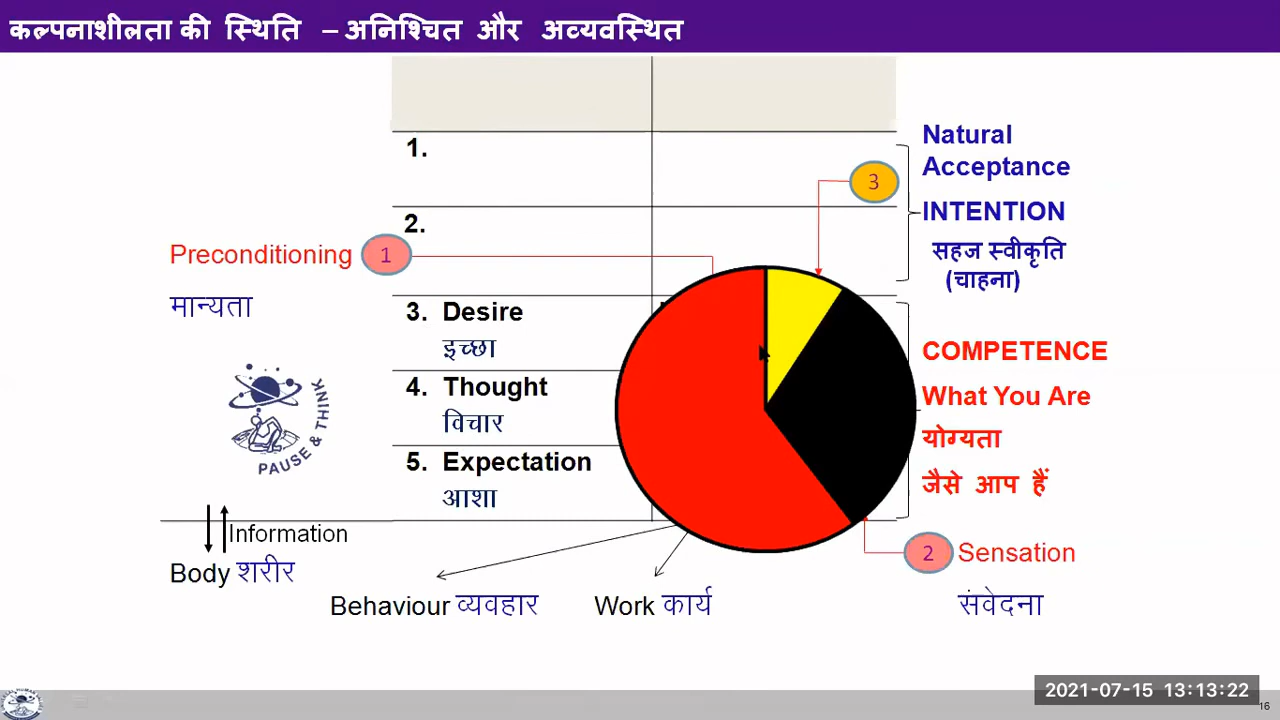 कल्पनाशीलता की स्थिति – अनिश्चित और अव्यवस्थित
1.
2.
Natural
Acceptance
INTENTION
सहज स्वीकृति
(चाहना)
3
Preconditioning
1
मान्यता
3. Desire
इच्छा
4. Thought
विचार
5. Expectation
आशा
COMPETENCE
What You Are
योग्यता
जैसे आप हैं
PAUSE & THINK
Information
Body शरीर
Behaviour व्यवहार
Work कार्य
2
Sensation
संवेदना
2021-07-15 13:13:22
16